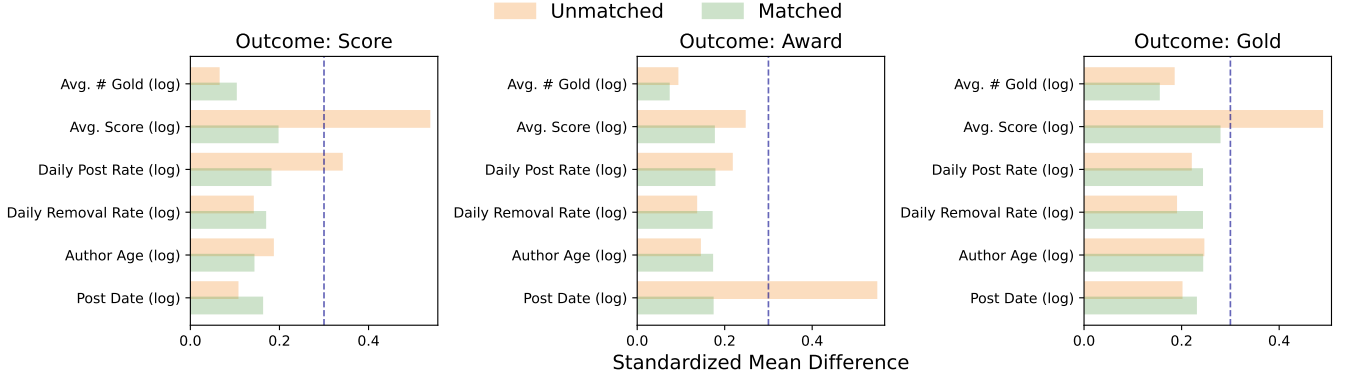 Unmatched Matched
Outcome: Score
Avg. # Gold (log)
Avg. Score (log)
Daily Post Rate (log)
Daily Removal Rate (log)
Author Age (log)
Post Date (log)
0.0 0.2 0.4
Outcome: Award
Avg. # Gold (log)
Avg. Score (log)
Daily Post Rate (log)
Daily Removal Rate (log)
Author Age (log)
Post Date (log)
0.0 0.2 0.4
Outcome: Gold
Avg. # Gold (log)
Avg. Score (log)
Daily Post Rate (log)
Daily Removal Rate (log)
Author Age (log)
Post Date (log)
0.0 0.2 0.4
Standardized Mean Difference